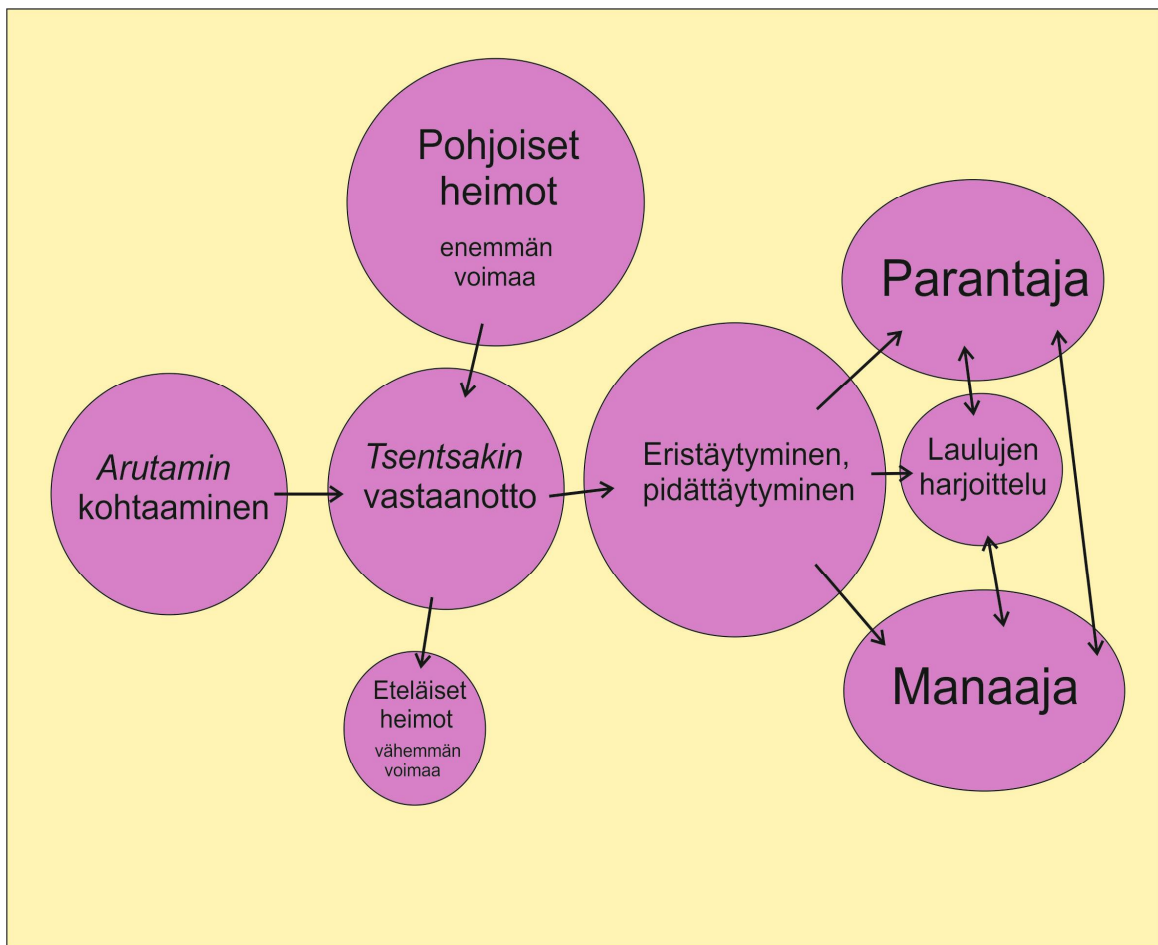 Pohjoiset
heimot
enemmän
voimaa
Parantaja
Arutamin
kohtaaminen
Tsentsakin
vastaanotto
Eristäytyminen,
pidättäytyminen
Laulujen
harjoittelu
Eteläiset
heimot
vähemmän
voimaa
Manaaja